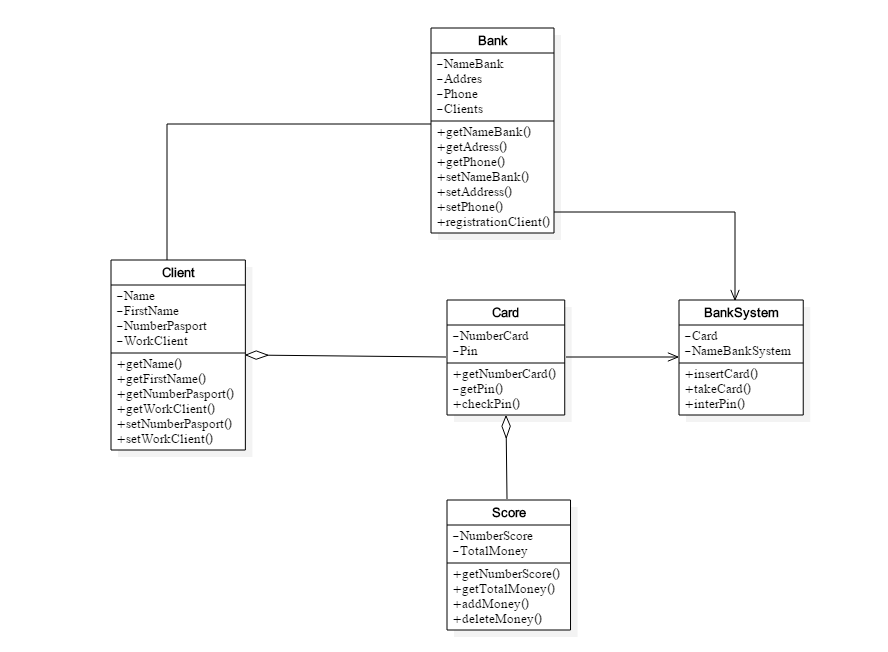 Bank
-NameBank
-Addres
-Phone
-Clients
+getNameBank()
+getAdress()
+getPhone()
+setNameBank()
+setAddress()
+setPhone()
+registrationClient()
Client
-Name
-FirstName
-NumberPasport
-WorkClient
+getName()
+getFirstName()
+getNumberPasport()
+getWorkClient()
+setNumberPasport()
+setWorkClient()
Card
-NumberCard
-Pin
+getNumberCard()
-getPin()
+checkPin()
BankSystem
-Card
-NameBankSystem
+insertCard()
+takeCard()
+interPin()
Score
-NumberScore
-TotalMoney
+getNumberScore()
+getTotalMoney()
+addMoney()
+deleteMoney()